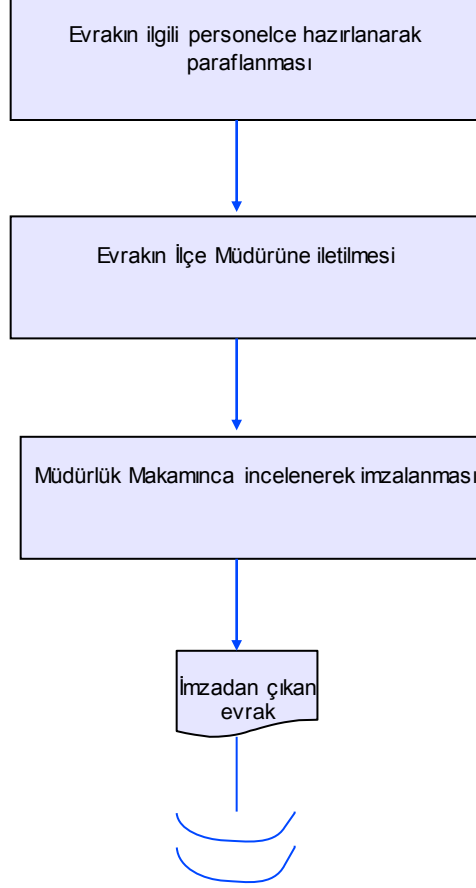 Evrakın ilgili personelce hazırlanarak
paraflanması
Evrakın İlçe Müdürüne iletilmesi
Müdürlük Makamınca incelenerek imzalanması
İmzadan çıkan
evrak